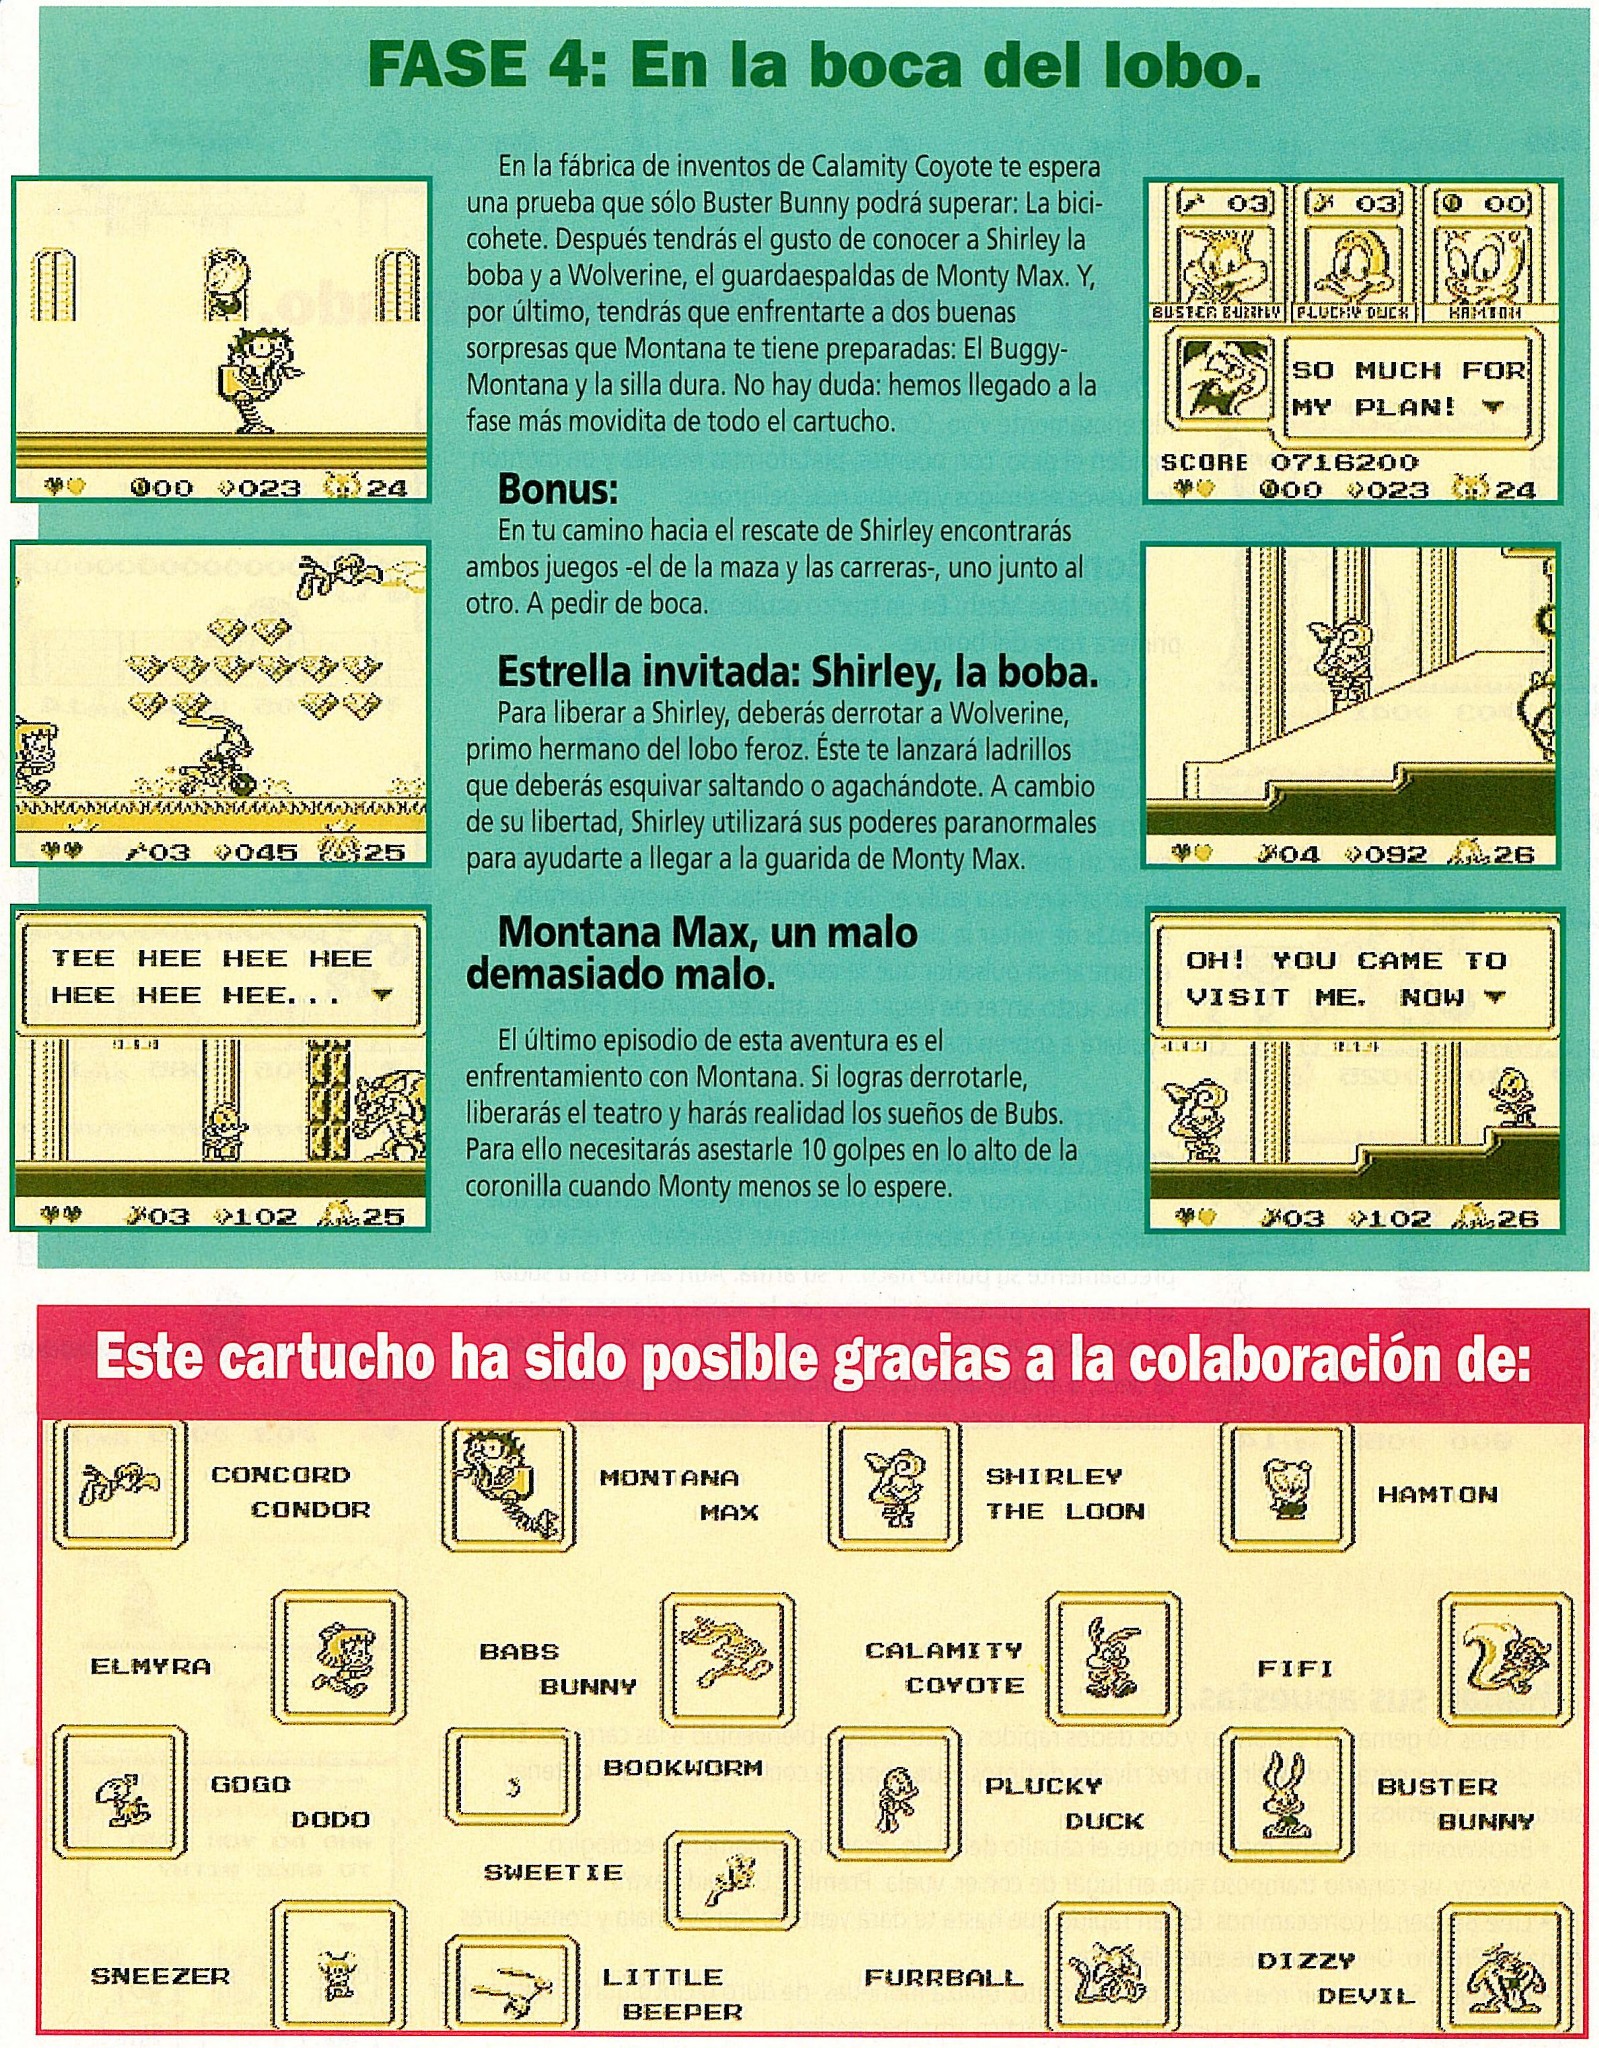 FASE 4: En la boca del lobo.
En la fábrica de inventos de Calamity Coyote te espera
una prueba que sólo Buster Bunny podrá superar: La bici-
cohete. Después tendrás el gusto de conocer a Shirley la
boba y a Wolverine, el guardaespaldas de Monty Max. Y,
por último, tendrás que enfrentarte a dos buenas
sorpresas que Montana te tiene preparadas: El Buggy-
Montana y la silla dura. No hay duda: hemos llegado a la
fase más movidita de todo el cartucho.
Bonus:
En tu camino hacia el rescate de Shirley encontrarás
ambos juegos -el de la maza y las carreras-, uno junto al
otro. A pedir de boca.
Estrella invitada: Shirley, la boba.
Para liberar a Shirley, deberás derrotar a Wolverine,
primo hermano del lobo feroz. Éste te lanzará ladrillos
que deberás esquivar saltando o agachándote. A cambio
de su libertad, Shirley utilizará sus poderes paranormales
para ayudarte a llegar a la guarida de Monty Max.
Montana Max, un malo
demasiado malo.
El último episodio de esta aventura es el
enfrentamiento con Montana. Si logras derrotarle,
liberarás el teatro y harás realidad los sueños de Bubs.
Para ello necesitarás asestarle 10 golpes en lo alto de la
coronilla cuando Monty menos se lo espere.
00 023 24
03 045 25
TEE HEE HEE HEE
HEE HEE HEE...
03 102 25
03 03 00
BUSTER BUNNY PLUCKY DUCK HAMTON
SO MUCH FOR
MY PLAN!
SCORE 0716200
00 023 24
04 092 26
OH! YOU CAME TO
VISIT ME. NOW
03 102 26
Este cartucho ha sido posible gracias a la colaboración de:
CONCORD
CONDOR
MONTANA
MAX
SHIRLEY
THE LOON
HAMTON
ELMYRA
BABS
BUNNY
CALAMITY
COYOTE
FIFI
GOGO
DODO
BOOKWORM
PLUCKY
DUCK
BUSTER
BUNNY
SWEETIE
SNEEZER
LITTLE
BEEPER
FURRBALL
DIZZY
DEVIL